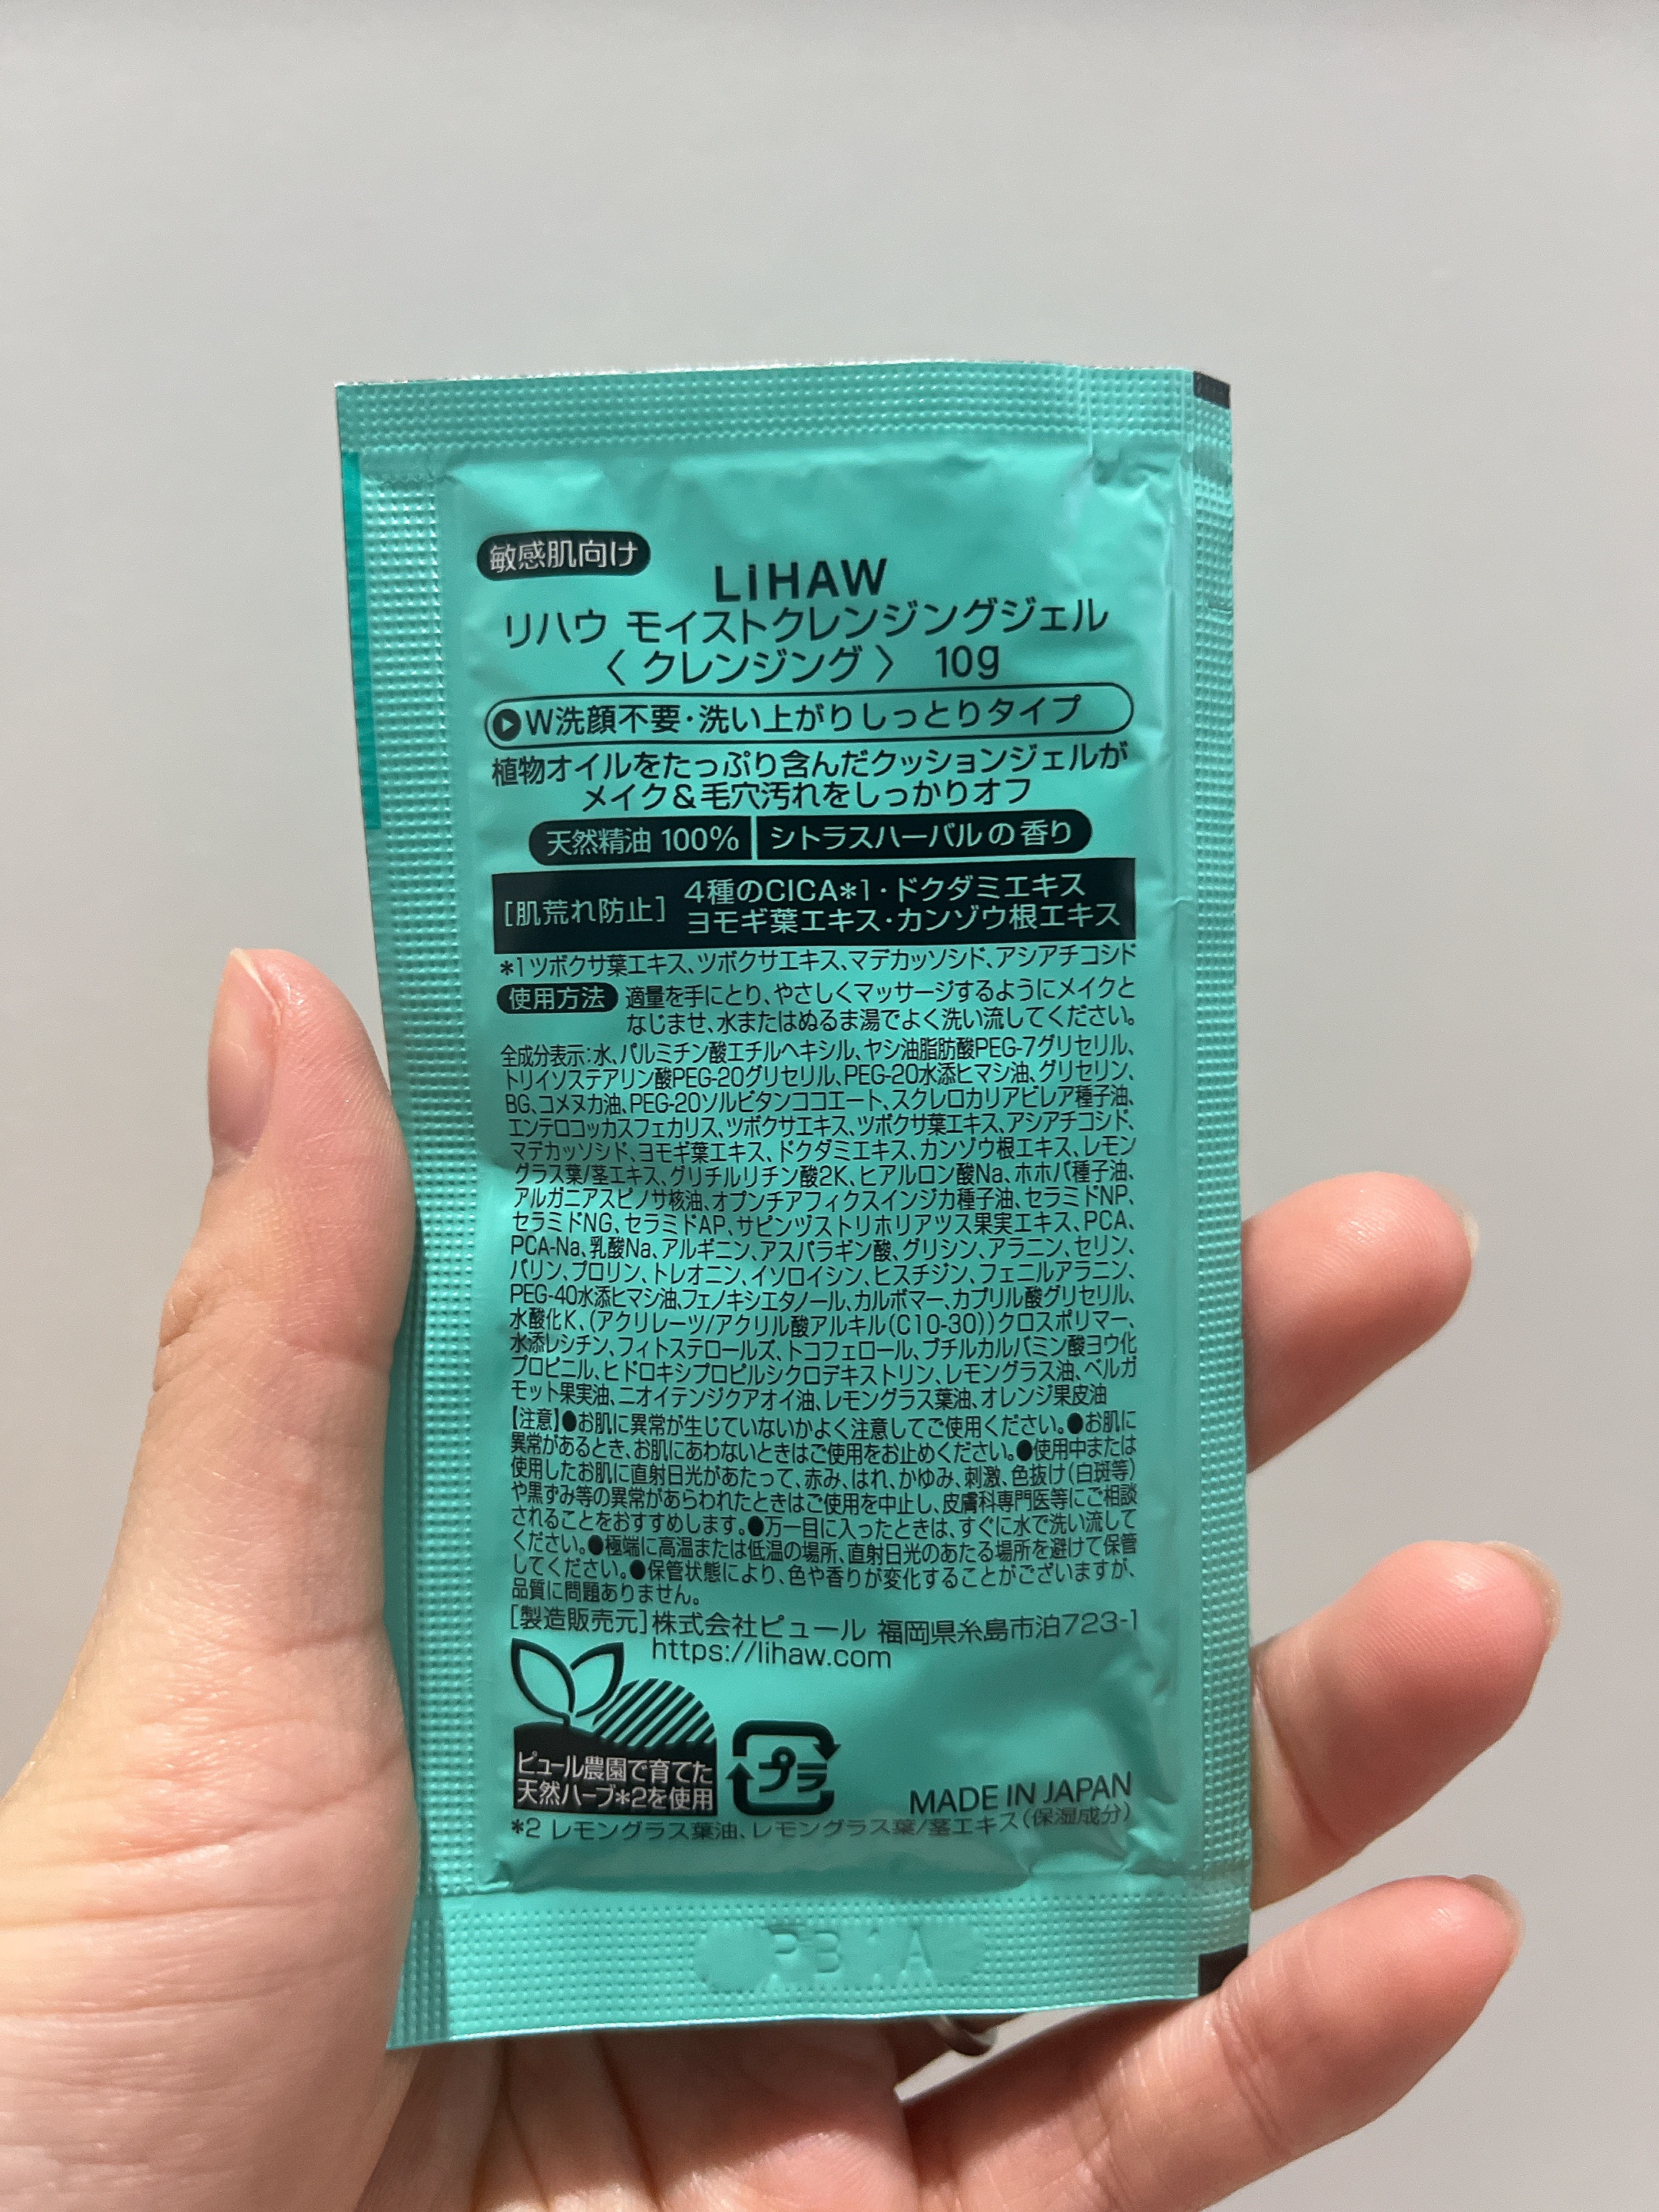 敏感肌向け
LiHAW
リハウ モイストクレンジングジェル
〈 クレンジング 〉 10g
W洗顔不要・洗い上がりしっとりタイプ
植物オイルをたっぷり含んだクッションジェルが
メイク＆毛穴汚れをしっかりオフ
天然精油 100% シトラスハーバルの香り
[肌荒れ防止] 4種のCICA*1・ドクダミエキス
ヨモギ葉エキス・カンゾウ根エキス
*1ツボクサ葉エキス、ツボクサエキス、マデカッソシド、アシアチコシド
使用方法 適量を手にとり、やさしくマッサージするようにメイクと
なじませ、水またはぬるま湯でよく洗い流してください。
全成分表示：水、パルミチン酸エチルヘキシル、ヤシ油脂肪酸PEG-7グリセリル、
トリイソステアリン酸PEG-20グリセリル、PEG-20水添ヒマシ油、グリセリン、
BG、コメヌカ油、PEG-20ソルビタンココエート、スクレロカリアビレア種子油、
エンテロコッカスフェカリス、ツボクサエキス、ツボクサ葉エキス、アシアチコシド、
マデカッソシド、ヨモギ葉エキス、ドクダミエキス、カンゾウ根エキス、レモン
グラス葉/茎エキス、グリチルリチン酸2K、ヒアルロン酸Na、ホホバ種子油、
アルガニアスピノサ核油、オプンチアフィクスインジカ種子油、セラミドNP、
セラミドNG、セラミドAP、サピンヅストリホリアツス果実エキス、PCA、
PCA-Na、乳酸Na、アルギニン、アスパラギン酸、グリシン、アラニン、セリン、
バリン、プロリン、トレオニン、イソロイシン、ヒスチジン、フェニルアラニン、
PEG-40水添ヒマシ油、フェノキシエタノール、カルボマー、カプリル酸グリセリル、
水酸化K、(アクリレーツ/アクリル酸アルキル(C10-30))クロスポリマー、
水添レシチン、フィトステロールズ、トコフェロール、ブチルカルバミン酸ヨウ化
プロピニル、ヒドロキシプロピルシクロデキストリン、レモングラス油、ベルガ
モット果実油、ニオイテンジクアオイ油、レモングラス葉油、オレンジ果皮油
【注意】●お肌に異常が生じていないかよく注意してご使用ください。●お肌に
異常があるとき、お肌にあわないときはご使用をお止めください。●使用中または
使用したお肌に直射日光があたって、赤み、はれ、かゆみ、刺激、色抜け(白斑等)
や黒ずみ等の異常があらわれたときはご使用を中止し、皮膚科専門医等にご相談
されることをおすすめします。●万一目に入ったときは、すぐに水で洗い流して
ください。●極端に高温または低温の場所、直射日光のあたる場所を避けて保管
してください。●保管状態により、色や香りが変化することがございますが、
品質に問題ありません。
[製造販売元]株式会社ピュール 福岡県糸島市泊723-1
https://lihaw.com
ピュール農園で育てた
天然ハーブ*2を使用
プラ
MADE IN JAPAN
*2 レモングラス葉油、レモングラス葉/茎エキス(保湿成分)